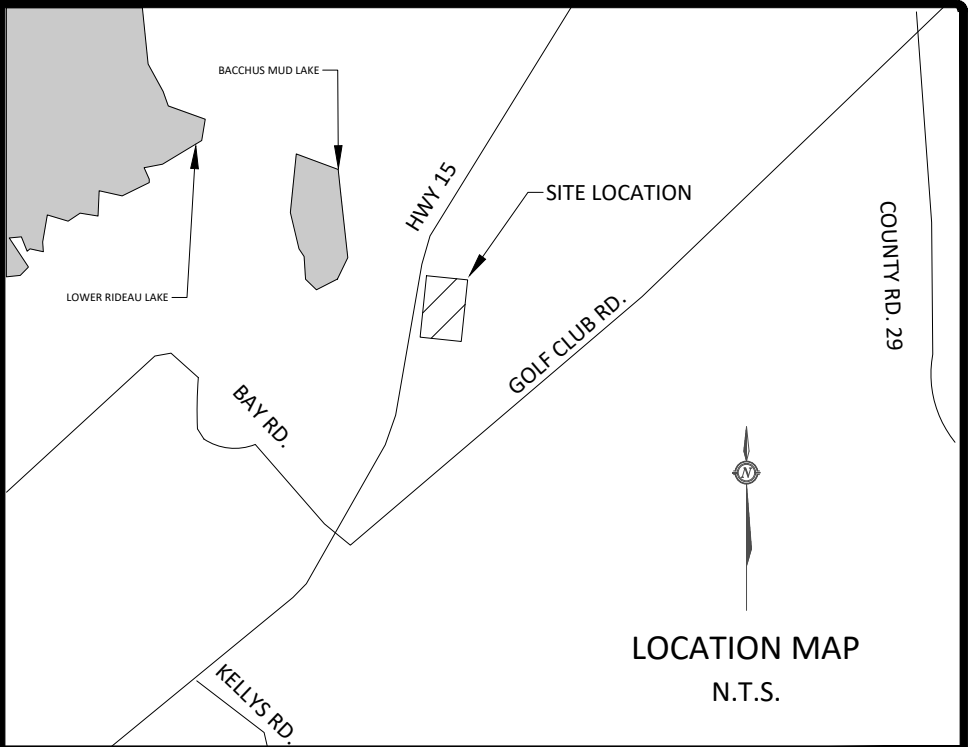 BACCHUS MUD LAKE
HWY 15
SITE LOCATION
COUNTY RD. 29
LOWER RIDEAU LAKE
GOLF CLUB RD.
BAY RD.
N
LOCATION MAP
N.T.S.
KELLYS RD.